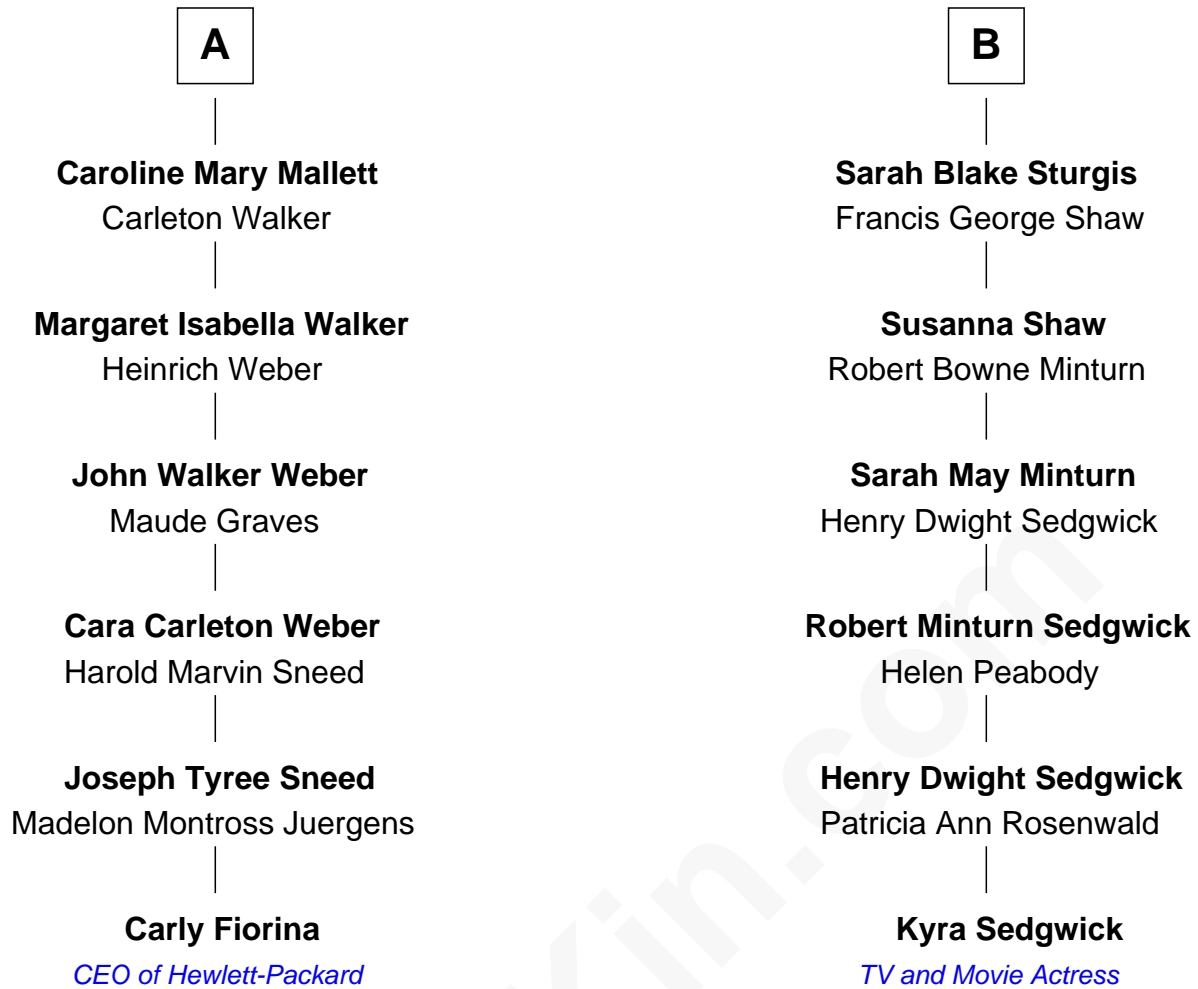 A
Caroline Mary Mallett
Carleton Walker
Margaret Isabella Walker
Heinrich Weber
John Walker Weber
Maude Graves
Cara Carleton Weber
Harold Marvin Sneed
Joseph Tyree Sneed
Madelon Montross Juergens
Carly Fiorina
CEO of Hewlett-Packard
B
Sarah Blake Sturgis
Francis George Shaw
Susanna Shaw
Robert Bowne Minturn
Sarah May Minturn
Henry Dwight Sedgwick
Robert Minturn Sedgwick
Helen Peabody
Henry Dwight Sedgwick
Patricia Ann Rosenwald
Kyra Sedgwick
TV and Movie Actress
Kin.com